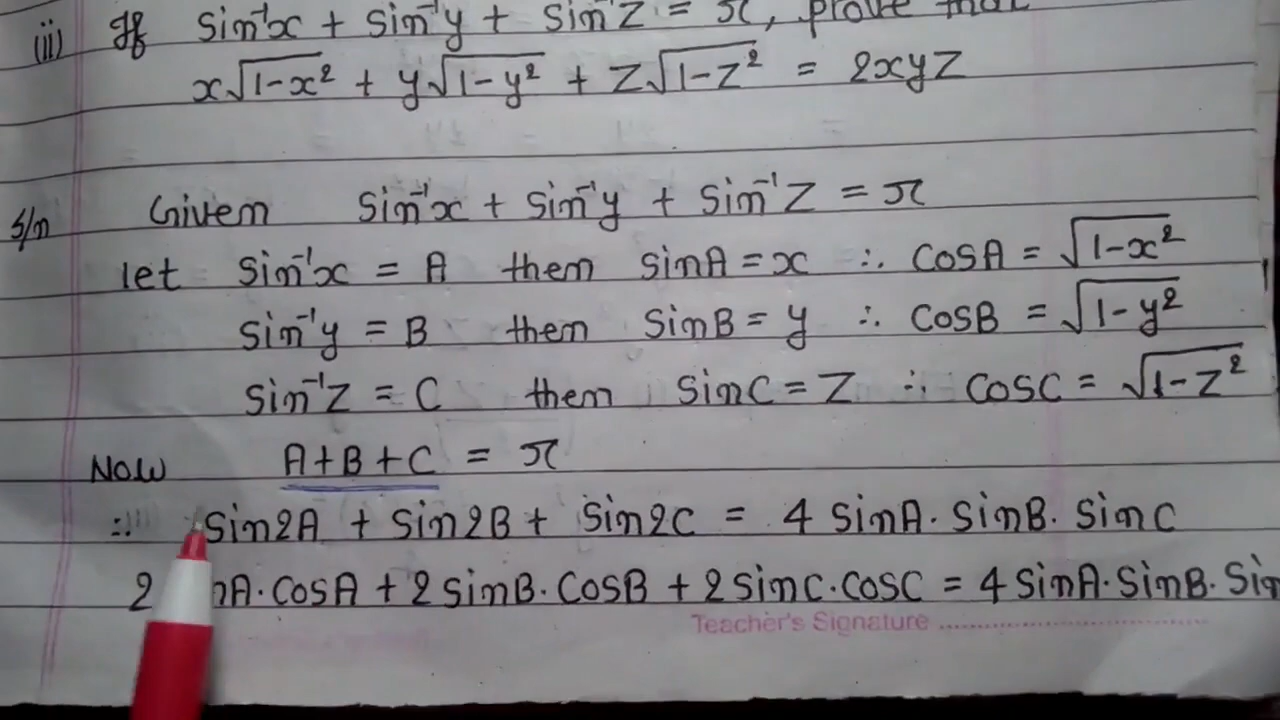 (ii) If sin⁻¹x + sin⁻¹y + sin⁻¹z = π, prove that
x√1-x² + y√1-y² + z√1-z² = 2xyz
S/n Given sin⁻¹x + sin⁻¹y + sin⁻¹z = π
let sin⁻¹x = A then sinA = x ∴ cosA = √1-x²
sin⁻¹y = B then sinB = y ∴ cosB = √1-y²
sin⁻¹z = C then sinC = z ∴ cosC = √1-z²
Now A+B+C = π
∴ sin2A + sin2B + sin2C = 4 sinA. sinB. sinC
2 nA.cosA + 2 sinB.cosB + 2 sinC.cosC = 4 sinA.sinB.Sin
Teacher's Signature ..............................